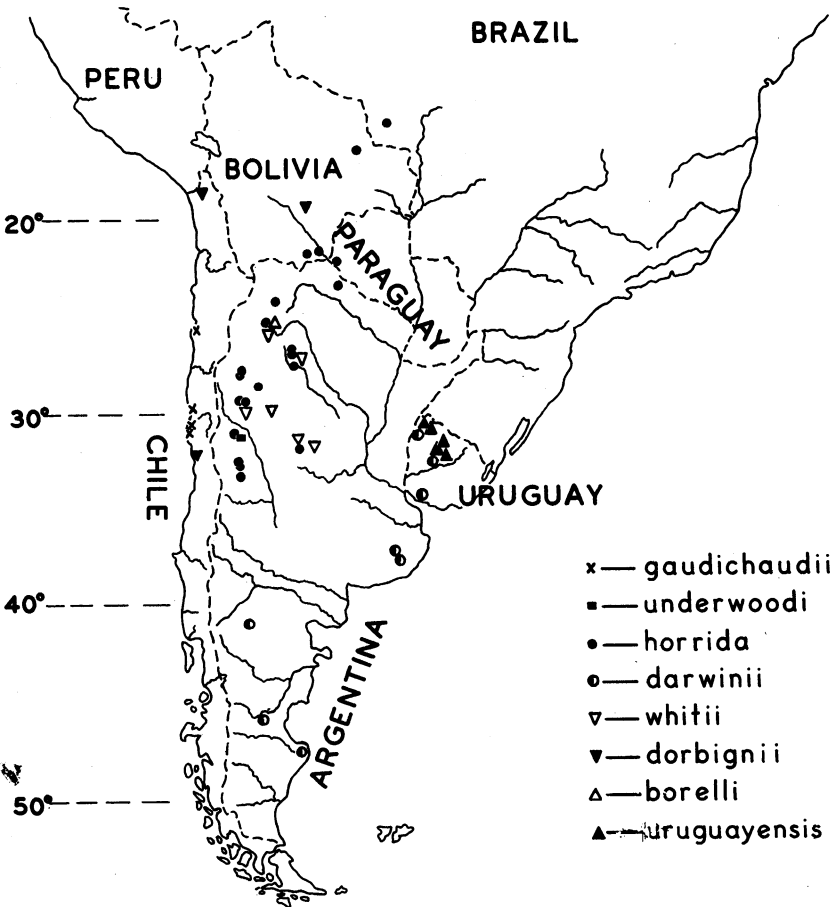 BRAZIL
PERU
BOLIVIA
20°
PARAGUAY
30°
CHILE
URUGUAY
40°
ARGENTINA
50°
gaudichaudii
underwoodi
horrida
darwinii
whitii
dorbignii
borelli
uruguayensis